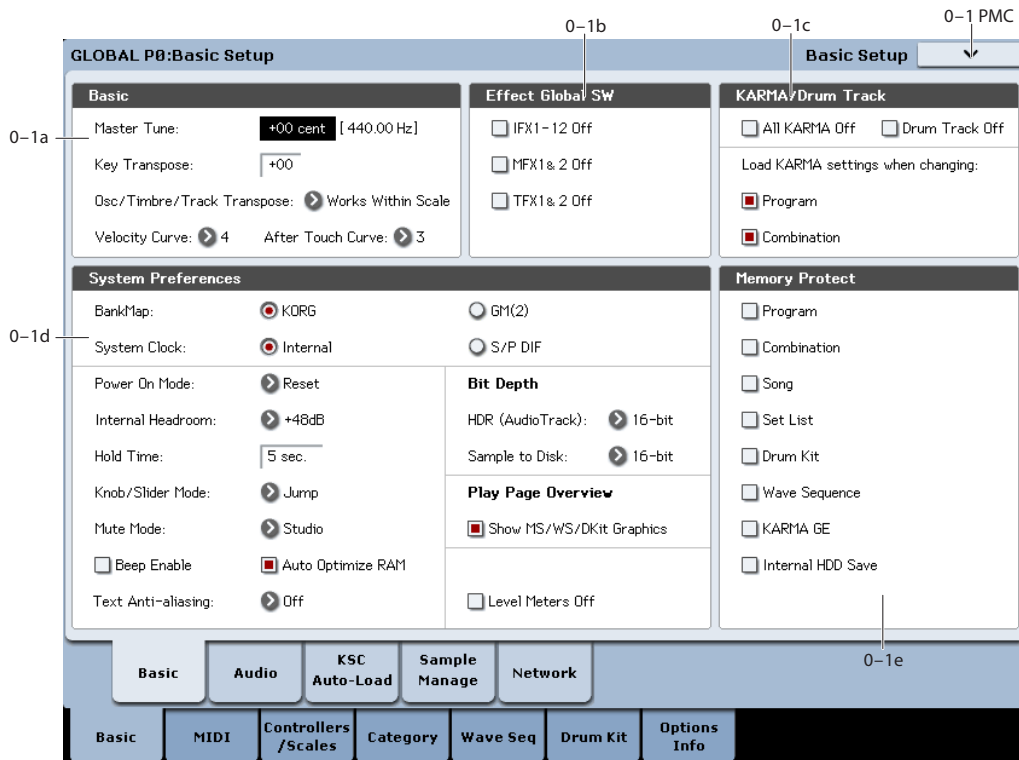 0–1b
0–1c
0–1 PMC
GLOBAL P0:Basic Setup
Basic Setup
0–1a
Basic
Master Tune:
+00 cent
[440.00 Hz]
Key Transpose:
+00
Osc/Timbre/Track Transpose:
Works Within Scale
Velocity Curve:
4
After Touch Curve:
3
Effect Global SW
IFX1-12 Off
MFX1& 2 Off
TFX1& 2 Off
KARMA/Drum Track
All KARMA Off
Drum Track Off
Load KARMA settings when changing:
Program
Combination
0–1d
System Preferences
BankMap:
KORG
GM(2)
System Clock:
Internal
S/P DIF
Power On Mode:
Reset
Internal Headroom:
+48dB
Hold Time:
5 sec.
Knob/Slider Mode:
Jump
Mute Mode:
Studio
Beep Enable
Auto Optimize RAM
Text Anti-aliasing:
Off
Bit Depth
HDR (AudioTrack):
16-bit
Sample to Disk:
16-bit
Play Page Overview
Show MS/WS/DKit Graphics
Level Meters Off
Memory Protect
Program
Combination
Song
Set List
Drum Kit
Wave Sequence
KARMA GE
Internal HDD Save
0–1e
Basic
Audio
KSC
Auto-Load
Sample
Manage
Network
Basic
MIDI
Controllers
/Scales
Category
Wave Seq
Drum Kit
Options
Info